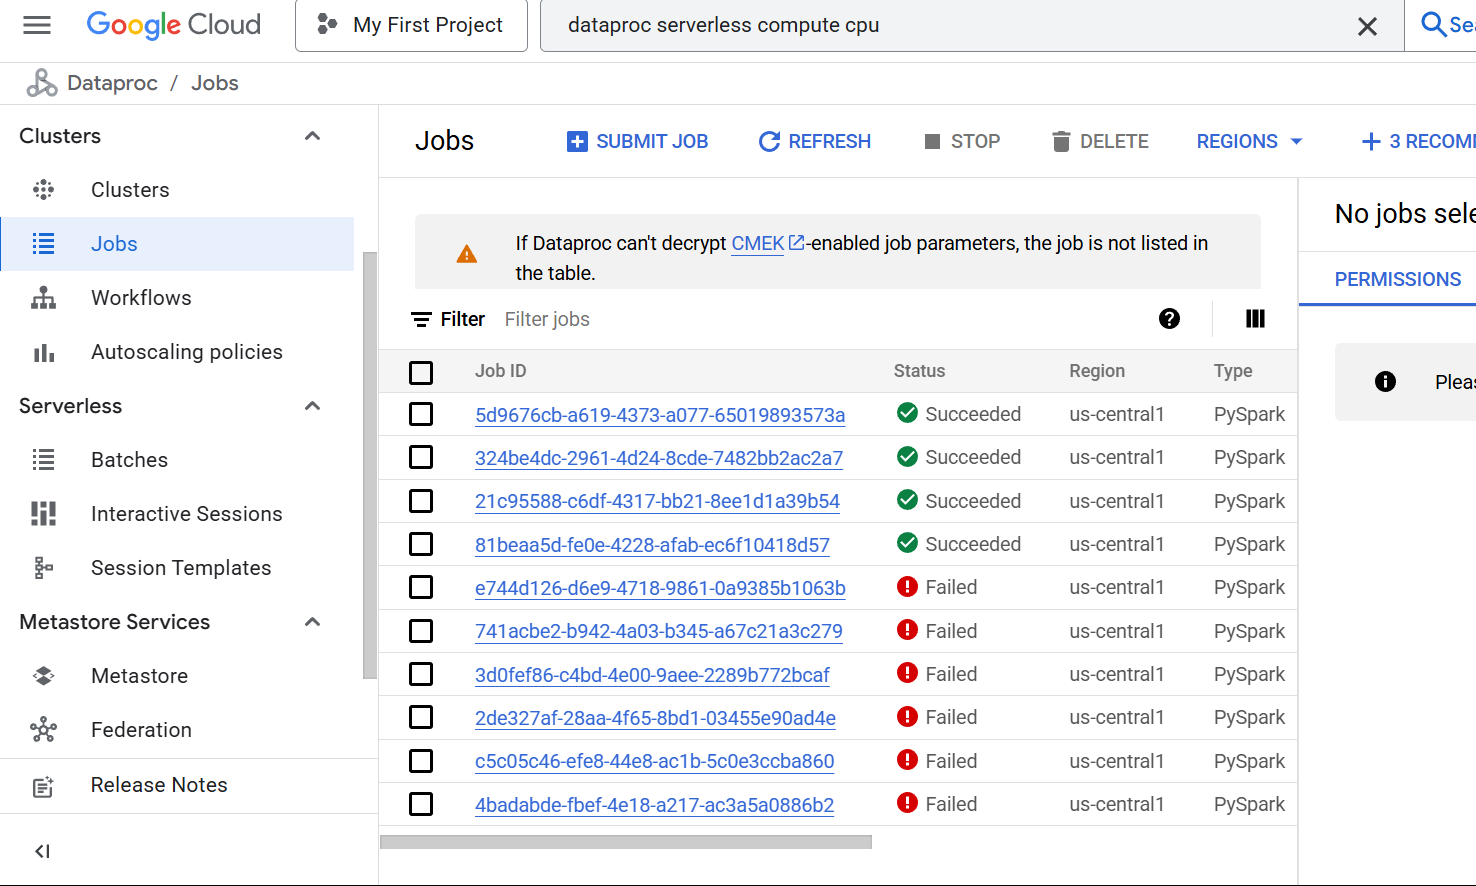 Google Cloud
My First Project
dataproc serverless compute cpu
Dataproc / Jobs
Clusters
Clusters
Jobs
Workflows
Autoscaling policies
Serverless
Batches
Interactive Sessions
Session Templates
Metastore Services
Metastore
Federation
Release Notes
Jobs
SUBMIT JOB
REFRESH
STOP
DELETE
REGIONS
If Dataproc can't decrypt CMEK-enabled job parameters, the job is not listed in
the table.
Filter Filter jobs
Job ID Status Region Type
5d9676cb-a619-4373-a077-65019893573a Succeeded us-central1 PySpark
324be4dc-2961-4d24-8cde-7482bb2ac2a7 Succeeded us-central1 PySpark
21c95588-c6df-4317-bb21-8ee1d1a39b54 Succeeded us-central1 PySpark
81beaa5d-fe0e-4228-afab-ec6f10418d57 Succeeded us-central1 PySpark
e744d126-d6e9-4718-9861-0a9385b1063b Failed us-central1 PySpark
741acbe2-b942-4a03-b345-a67c21a3c279 Failed us-central1 PySpark
3d0fef86-c4bd-4e00-9aee-2289b772bcaf Failed us-central1 PySpark
2de327af-28aa-4f65-8bd1-03455e90ad4e Failed us-central1 PySpark
c5c05c46-efe8-44e8-ac1b-5c0e3ccba860 Failed us-central1 PySpark
4badabde-fbef-4e18-a217-ac3a5a0886b2 Failed us-central1 PySpark
No jobs
PERMISSIONS